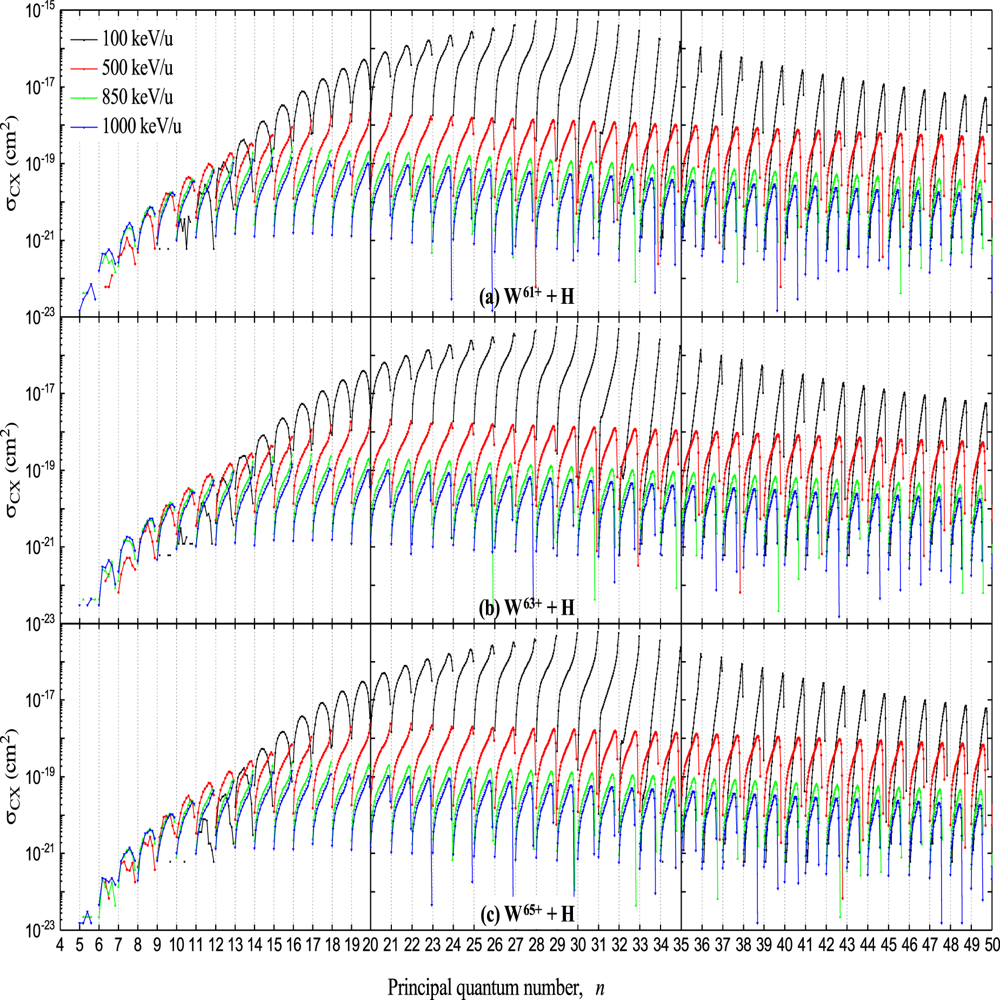 10-15
100 keV/u
500 keV/u
10-17
850 keV/u
1000 keV/u
σCX (cm2)
10-19
10-21
(a) W61+ + H
10-23
10-17
σCX (cm2)
10-19
10-21
(b) W63+ + H
10-23
10-17
σCX (cm2)
10-19
10-21
(c) W65+ + H
10-23
4 5 6 7 8 9 10 11 12 13 14 15 16 17 18 19 20 21 22 23 24 25 26 27 28 29 30 31 32 33 34 35 36 37 38 39 40 41 42 43 44 45 46 47 48 49 50
Principal quantum number, n